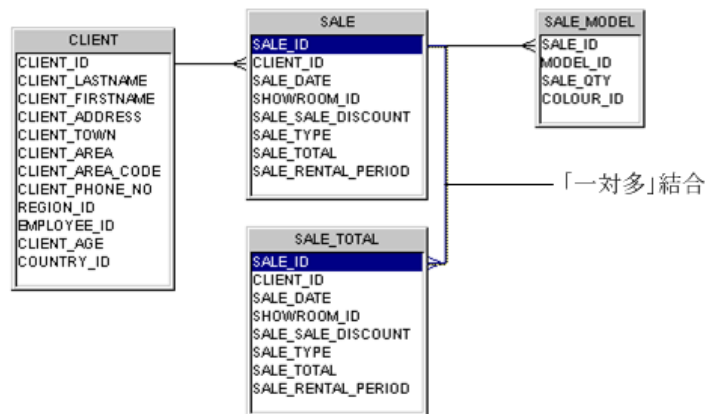 CLIENT
CLIENT_ID
CLIENT_LASTNAME
CLIENT_FIRSTNAME
CLIENT_ADDRESS
CLIENT_TOWN
CLIENT_AREA
CLIENT_AREA_CODE
CLIENT_PHONE_NO
REGION_ID
EMPLOYEE_ID
CLIENT_AGE
COUNTRY_ID
SALE
SALE_ID
CLIENT_ID
SALE_DATE
SHOWROOM_ID
SALE_SALE_DISCOUNT
SALE_TYPE
SALE_TOTAL
SALE_RENTAL_PERIOD
SALE_MODEL
SALE_ID
MODEL_ID
SALE_QTY
COLOUR_ID
「一対多」結合
SALE_TOTAL
SALE_ID
CLIENT_ID
SALE_DATE
SHOWROOM_ID
SALE_SALE_DISCOUNT
SALE_TYPE
SALE_TOTAL
SALE_RENTAL_PERIOD